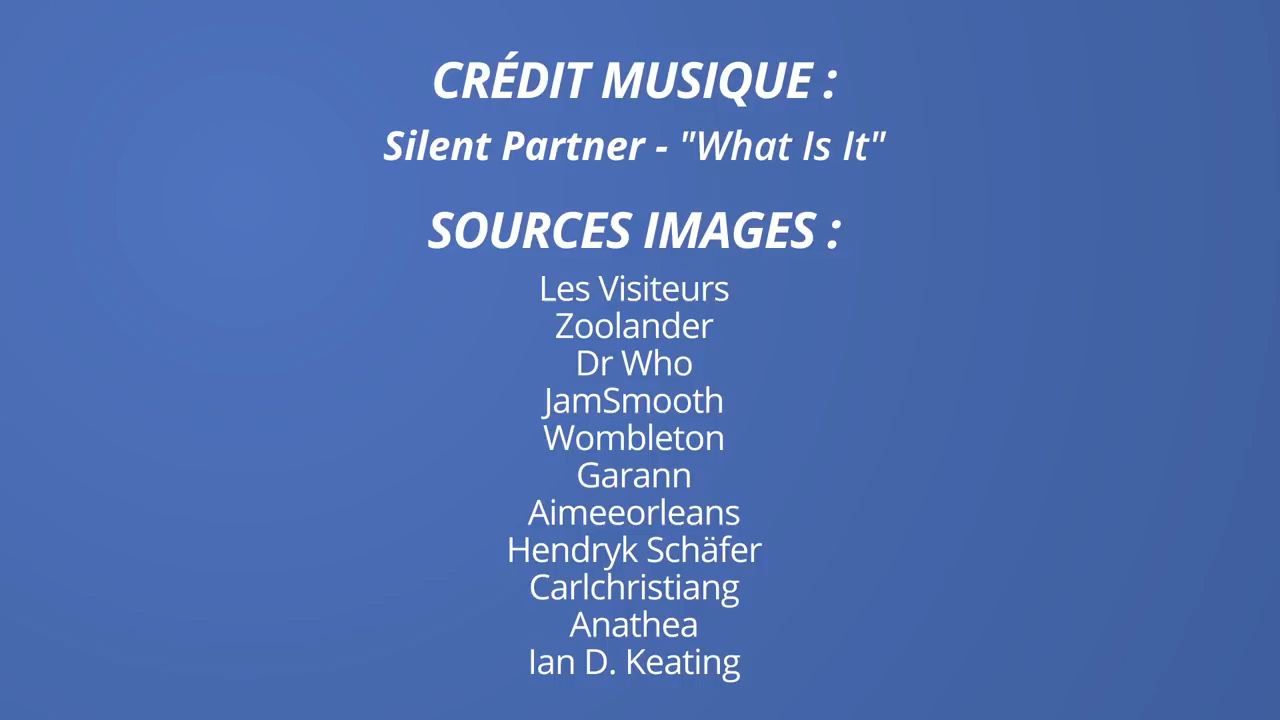 CRÉDIT MUSIQUE :
Silent Partner - "What Is It"
SOURCES IMAGES :
Les Visiteurs
Zoolander
Dr Who
JamSmooth
Wombleton
Garann
Aimeeorleans
Hendryk Schäfer
Carlchristiang
Anathea
Ian D. Keating